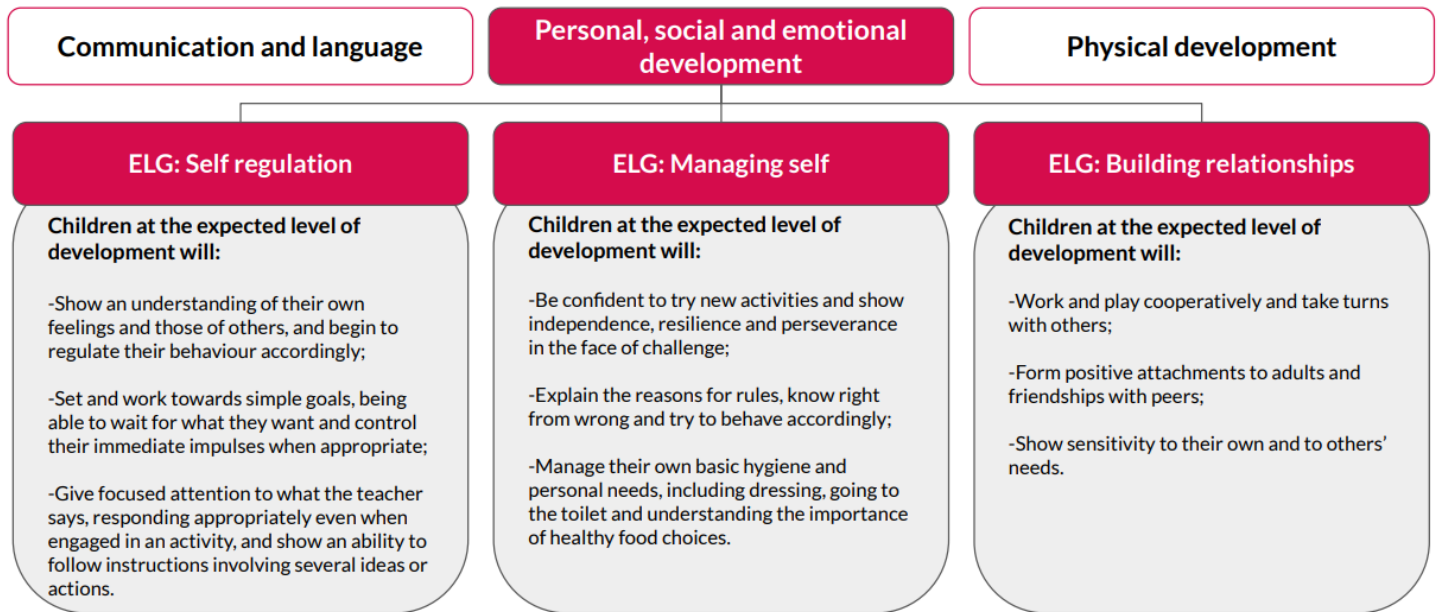 Communication and language
Personal, social and emotional
development
Physical development
ELG: Self regulation
Children at the expected level of
development will:
-Show an understanding of their own
feelings and those of others, and begin to
regulate their behaviour accordingly;
-Set and work towards simple goals, being
able to wait for what they want and control
their immediate impulses when appropriate;
-Give focused attention to what the teacher
says, responding appropriately even when
engaged in an activity, and show an ability to
follow instructions involving several ideas or
actions.
ELG: Managing self
Children at the expected level of
development will:
-Be confident to try new activities and show
independence, resilience and perseverance
in the face of challenge;
-Explain the reasons for rules, know right
from wrong and try to behave accordingly;
-Manage their own basic hygiene and
personal needs, including dressing, going to
the toilet and understanding the importance
of healthy food choices.
ELG: Building relationships
Children at the expected level of
development will:
-Work and play cooperatively and take turns
with others;
-Form positive attachments to adults and
friendships with peers;
-Show sensitivity to their own and to others’
needs.